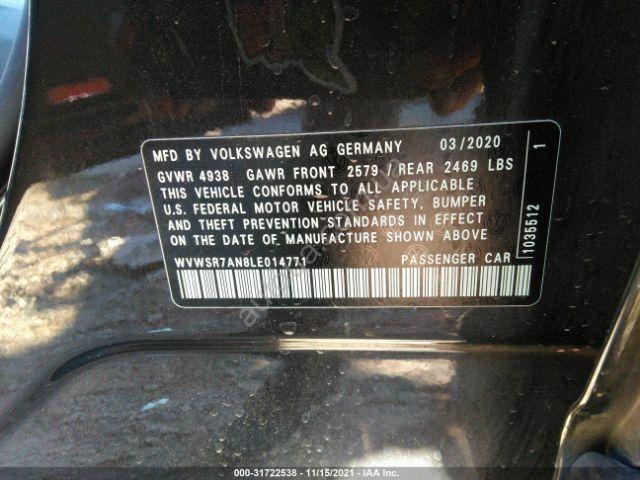 MFD BY VOLKSWAGEN AG GERMANY 03/2020
GVWR 4938 GAWR FRONT 2579 / REAR 2469 LBS
THIS VEHICLE CONFORMS TO ALL APPLICABLE
U.S. FEDERAL MOTOR VEHICLE SAFETY, BUMPER
AND THEFT PREVENTION STANDARDS IN EFFECT
ON THE DATE OF MANUFACTURE SHOWN ABOVE
WVWSR7AN8LE014771 PASSENGER CAR
1035512 1
000-31722538 - 11/15/2021 - IAA Inc.